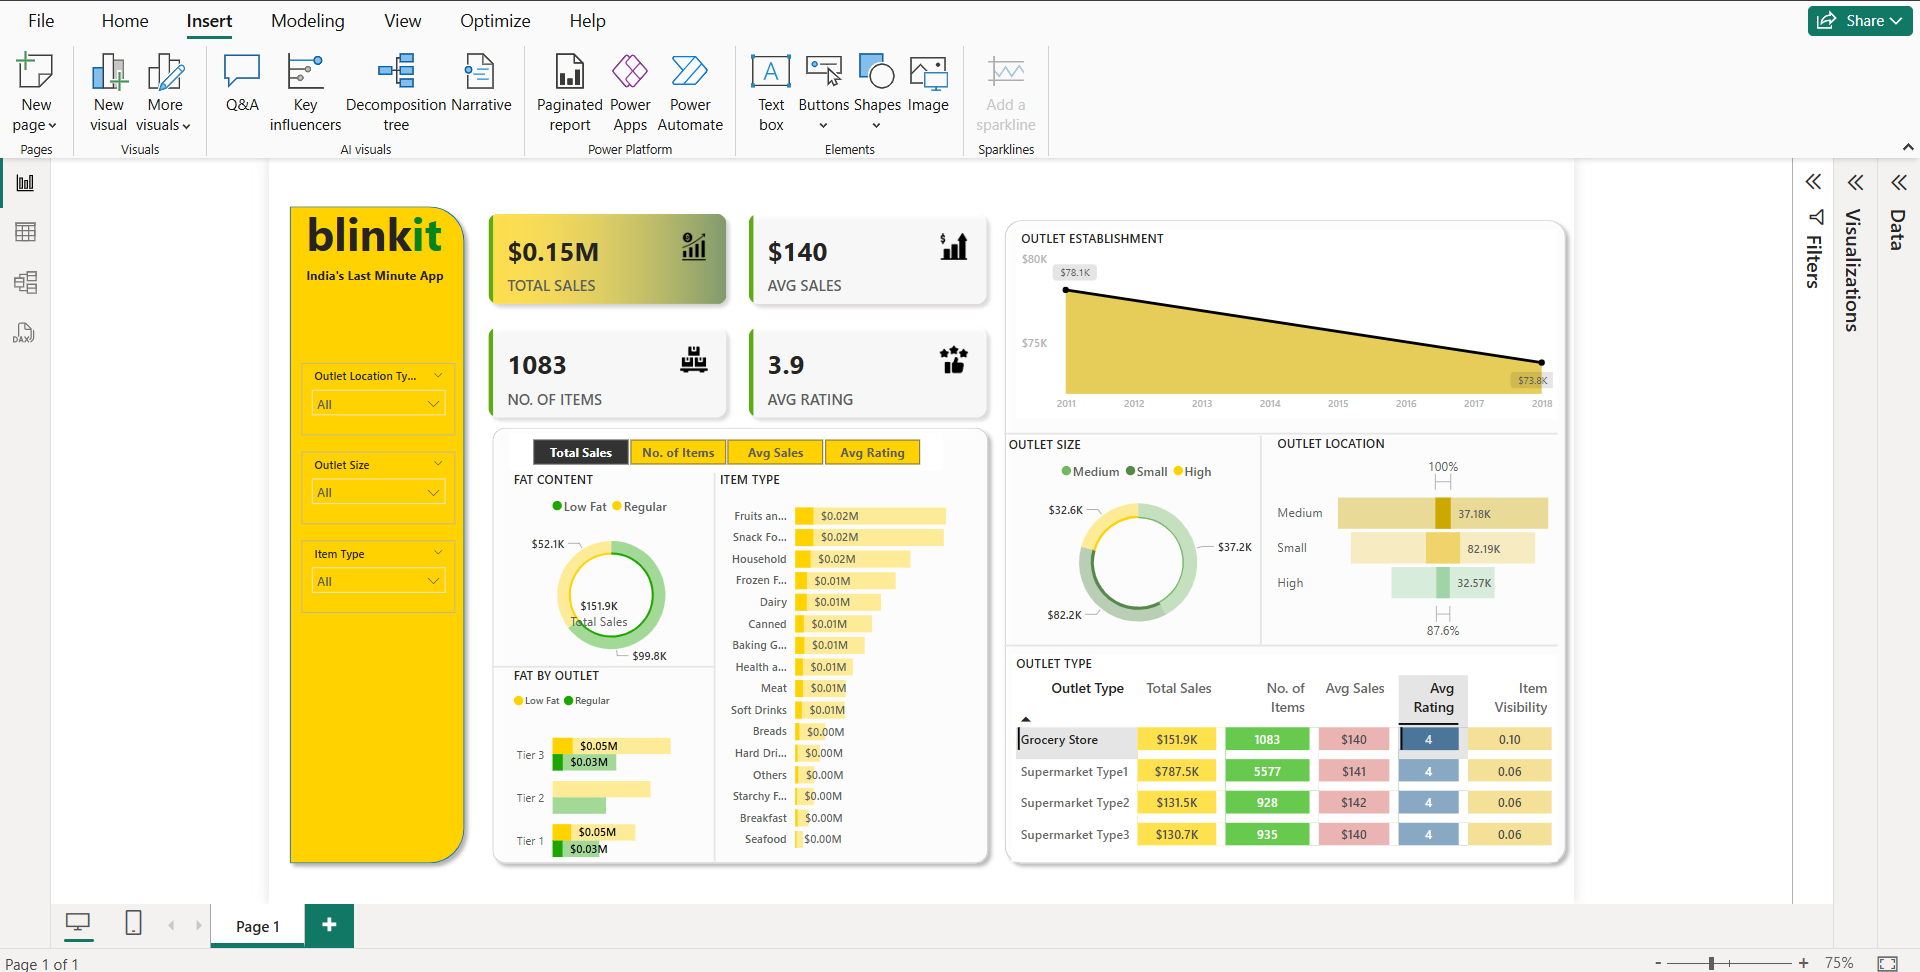 File Home Insert Modeling View Optimize Help
Share
New page
New visual
More visuals
Q&A
Key influencers
Decomposition tree
Narrative
Paginated report
Power Apps
Power Automate
Text box
Buttons
Shapes
Image
Add a sparkline
Pages
Visuals
AI visuals
Power Platform
Elements
Sparklines
DAX
blinkit
India's Last Minute App
Outlet Location Ty...
All
Outlet Size
All
Item Type
All
$0.15M
TOTAL SALES
$140
AVG SALES
1083
NO. OF ITEMS
3.9
AVG RATING
Total Sales No. of Items Avg Sales Avg Rating
FAT CONTENT
Low Fat Regular
$52.1K
$151.9K
Total Sales
$99.8K
FAT BY OUTLET
Low Fat Regular
Tier 3 $0.05M
$0.03M
Tier 2
Tier 1 $0.05M
$0.03M
ITEM TYPE
Fruits an... $0.02M
Snack Fo... $0.02M
Household $0.02M
Frozen F... $0.01M
Dairy $0.01M
Canned $0.01M
Baking G... $0.01M
Health a... $0.01M
Meat $0.01M
Soft Drinks $0.01M
Breads $0.00M
Hard Dri... $0.00M
Others $0.00M
Starchy F... $0.00M
Breakfast $0.00M
Seafood $0.00M
OUTLET ESTABLISHMENT
$80K
$78.1K
$75K
$73.8K
2011 2012 2013 2014 2015 2016 2017 2018
OUTLET SIZE
Medium Small High
$32.6K
$37.2K
$82.2K
OUTLET LOCATION
100%
Medium 37.18K
Small 82.19K
High 32.57K
87.6%
OUTLET TYPE
Outlet Type Total Sales No. of Items Avg Sales Avg Rating Item Visibility
Grocery Store $151.9K 1083 $140 4 0.10
Supermarket Type1 $787.5K 5577 $141 4 0.06
Supermarket Type2 $131.5K 928 $142 4 0.06
Supermarket Type3 $130.7K 935 $140 4 0.06
Filters
Visualizations
Data
Page 1
+
Page 1 of 1
- + 75%